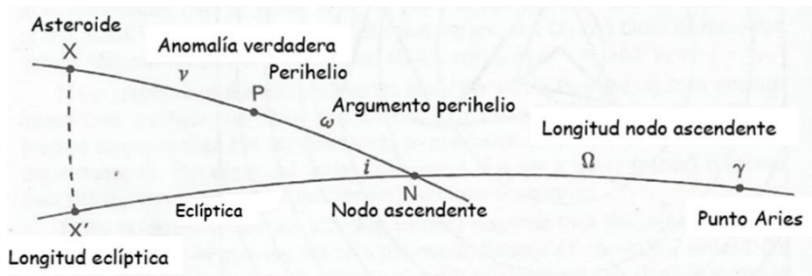 Asteroide
X
Anomalía verdadera
ν
Perihelio
P
Argumento perihelio
ω
Longitud nodo ascendente
i
Ω
γ
N
Eclíptica
Nodo ascendente
X'
Punto Aries
Longitud eclíptica